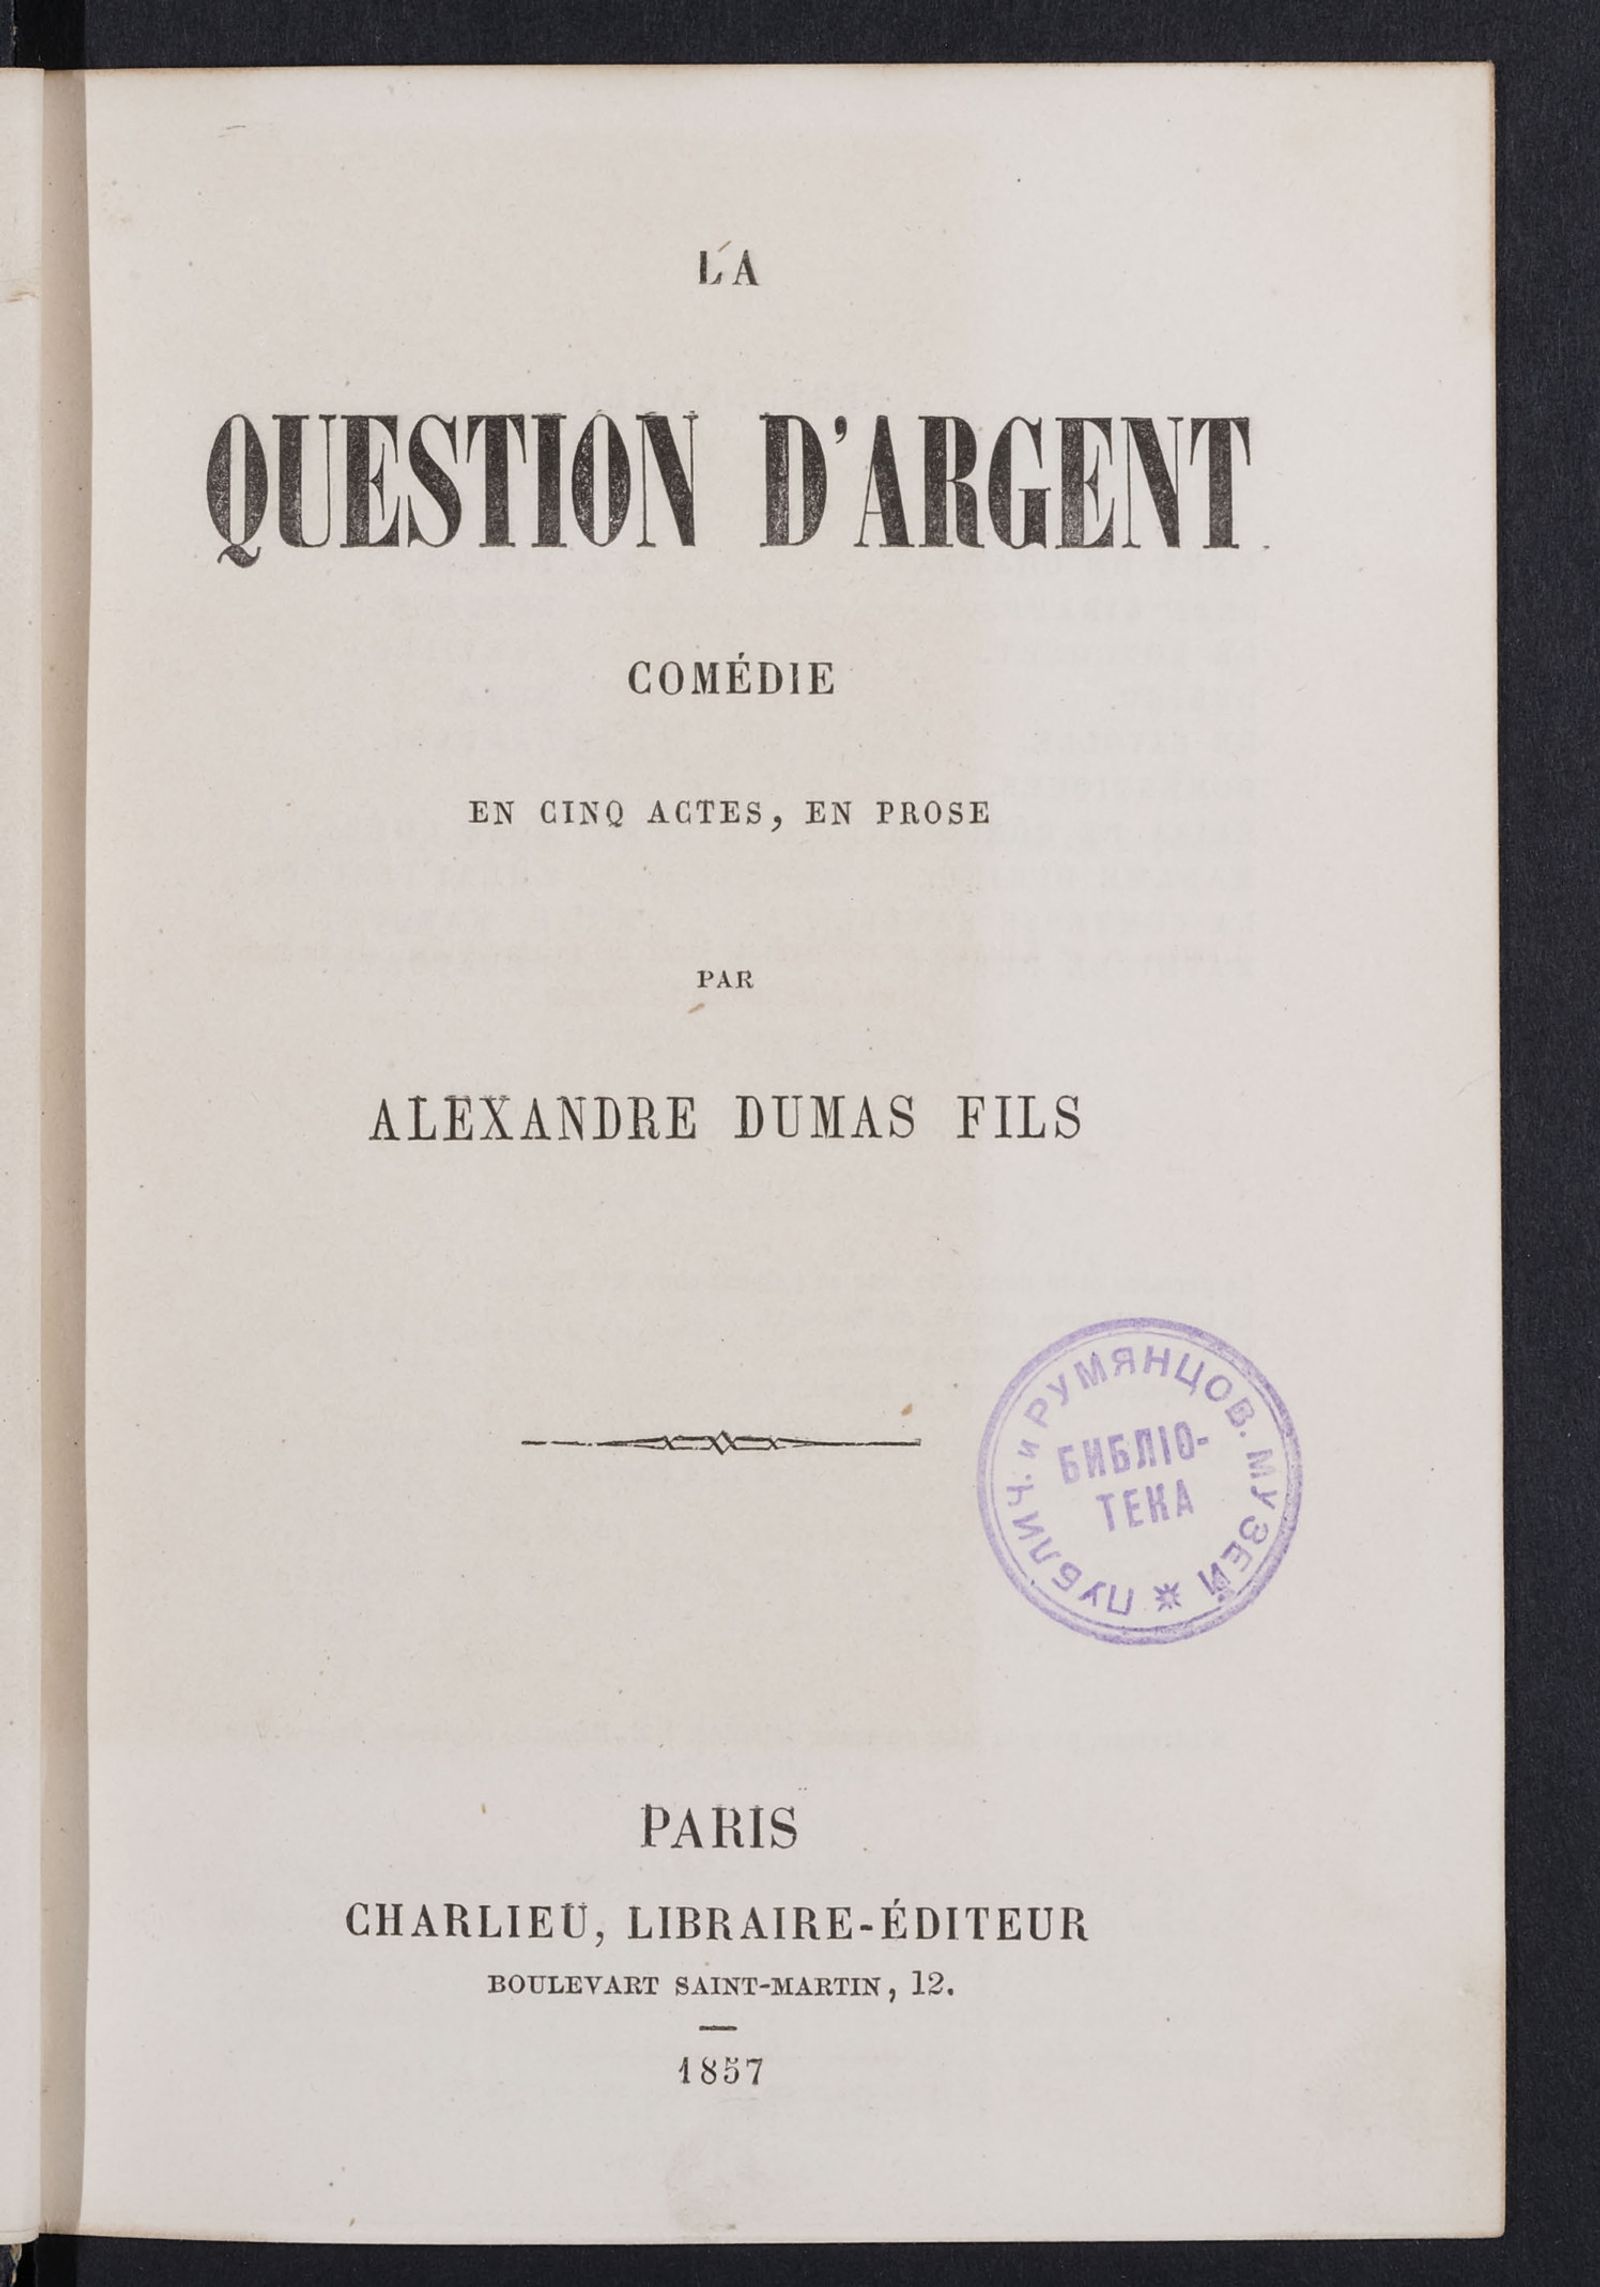 LA
QUESTION D'ARGENT
COMÉDIE
EN CINQ ACTES, EN PROSE
PAR
ALEXANDRE DUMAS FILS
ПУБЛИЧ. и РУМЯНЦОВ. МУЗЕЙ
БИБЛIО-
ТЕКА
PARIS
CHARLIEU, LIBRAIRE-ÉDITEUR
BOULEVART SAINT-MARTIN, 12.
1857